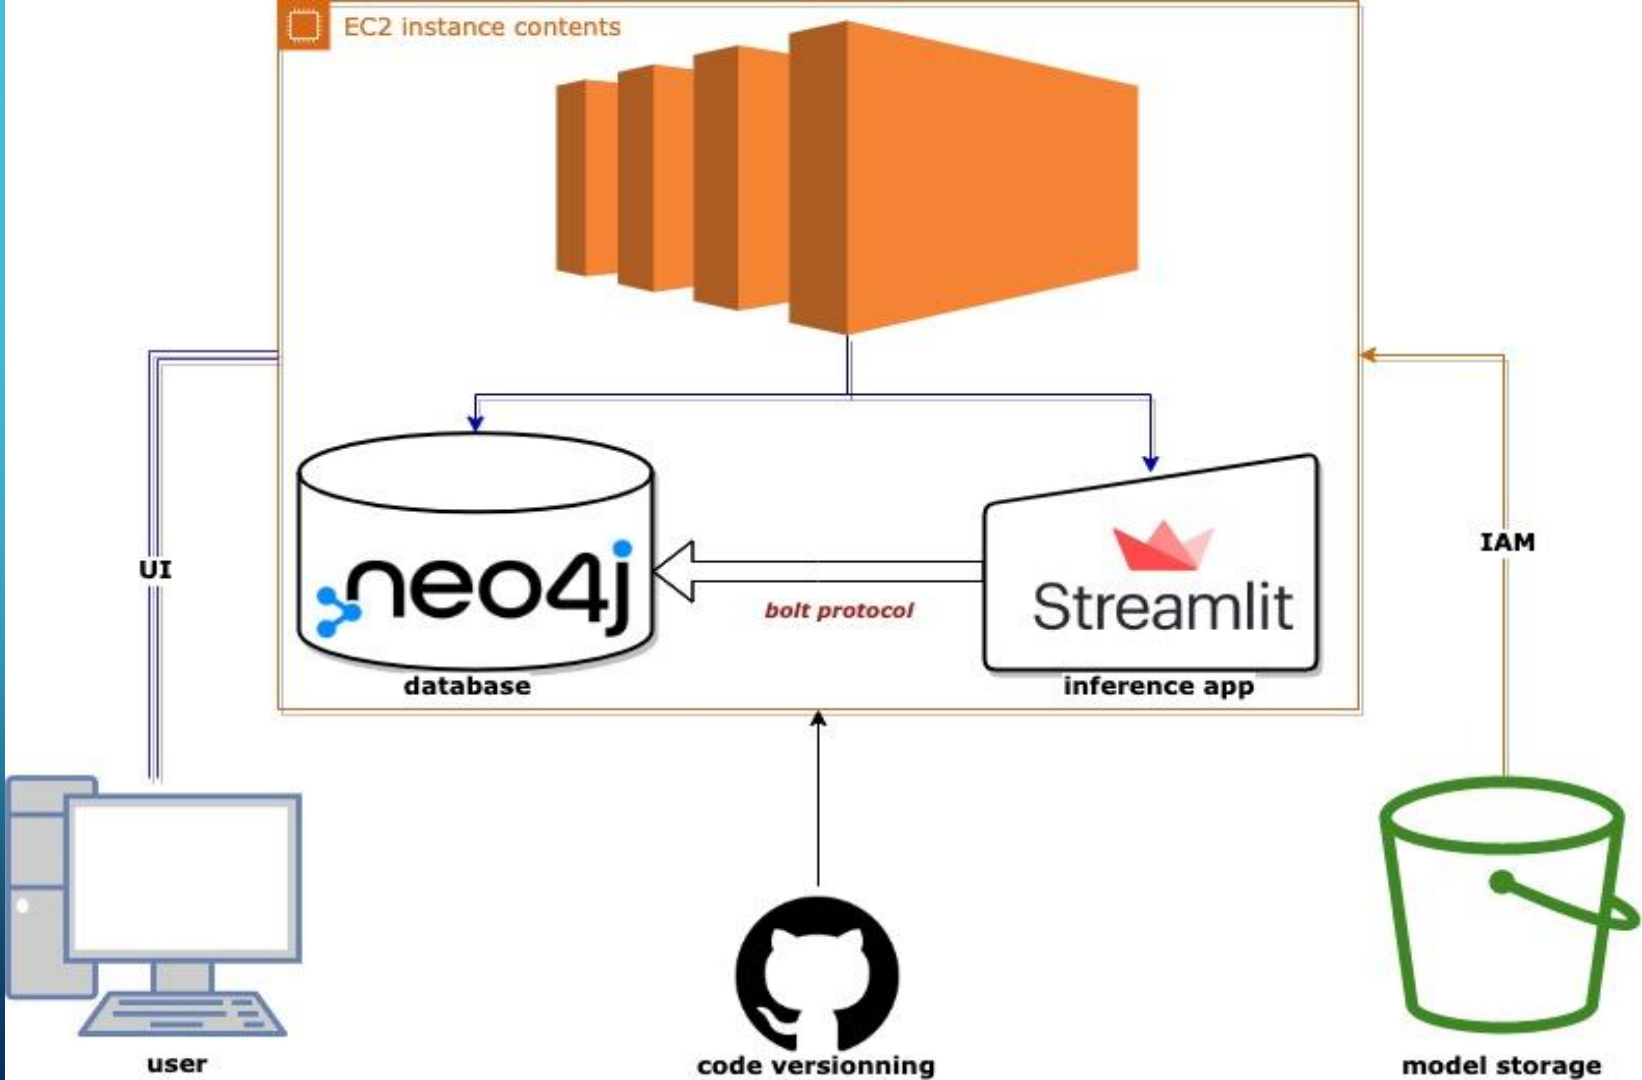 EC2 instance contents
UI
IAM
neo4j
bolt protocol
Streamlit
database
inference app
user
code versionning
model storage